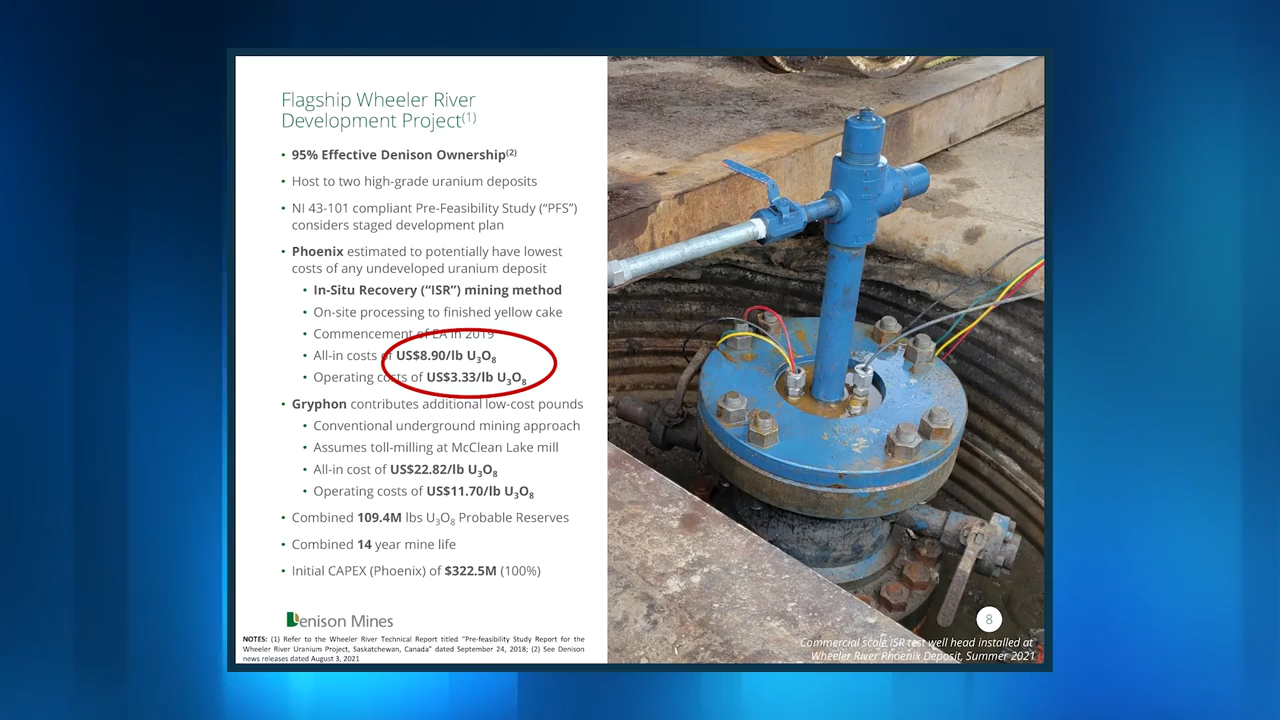 Flagship Wheeler River
Development Project(1)
• 95% Effective Denison Ownership(2)
• Host to two high-grade uranium deposits
• NI 43-101 compliant Pre-Feasibility Study (“PFS”)
considers staged development plan
• Phoenix estimated to potentially have lowest
costs of any undeveloped uranium deposit
• In-Situ Recovery (“ISR”) mining method
• On-site processing to finished yellow cake
• Commencement of EA in 2019
• All-in costs of US$8.90/lb U3O8
• Operating costs of US$3.33/lb U3O8
• Gryphon contributes additional low-cost pounds
• Conventional underground mining approach
• Assumes toll-milling at McClean Lake mill
• All-in cost of US$22.82/lb U3O8
• Operating costs of US$11.70/lb U3O8
• Combined 109.4M lbs U3O8 Probable Reserves
• Combined 14 year mine life
• Initial CAPEX (Phoenix) of $322.5M (100%)
Denison Mines
NOTES: (1) Refer to the Wheeler River Technical Report titled “Pre-feasibility Study Report for the
Wheeler River Uranium Project, Saskatchewan, Canada” dated September 24, 2018; (2) See Denison
news releases dated August 3, 2021
8
Commercial scale ISR test well head installed at
Wheeler River Phoenix Deposit, Summer 2021